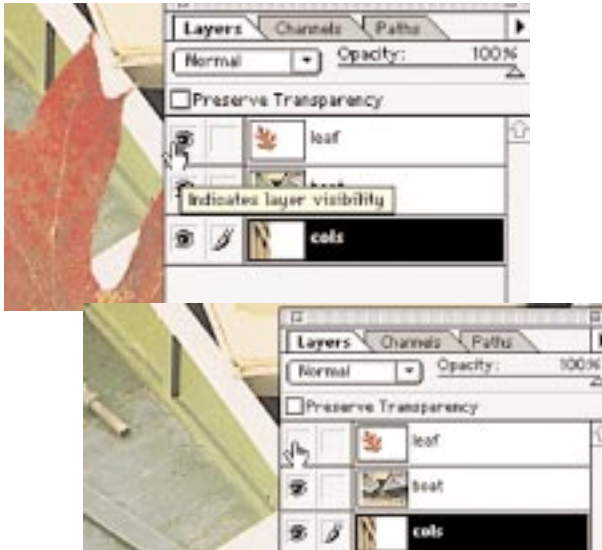 Layers Channels Paths
Normal Opacity: 100%
Preserve Transparency
leaf
boat
Indicates layer visibility
cols
Layers Channels Paths
Normal Opacity: 100%
Preserve Transparency
leaf
boat
cols